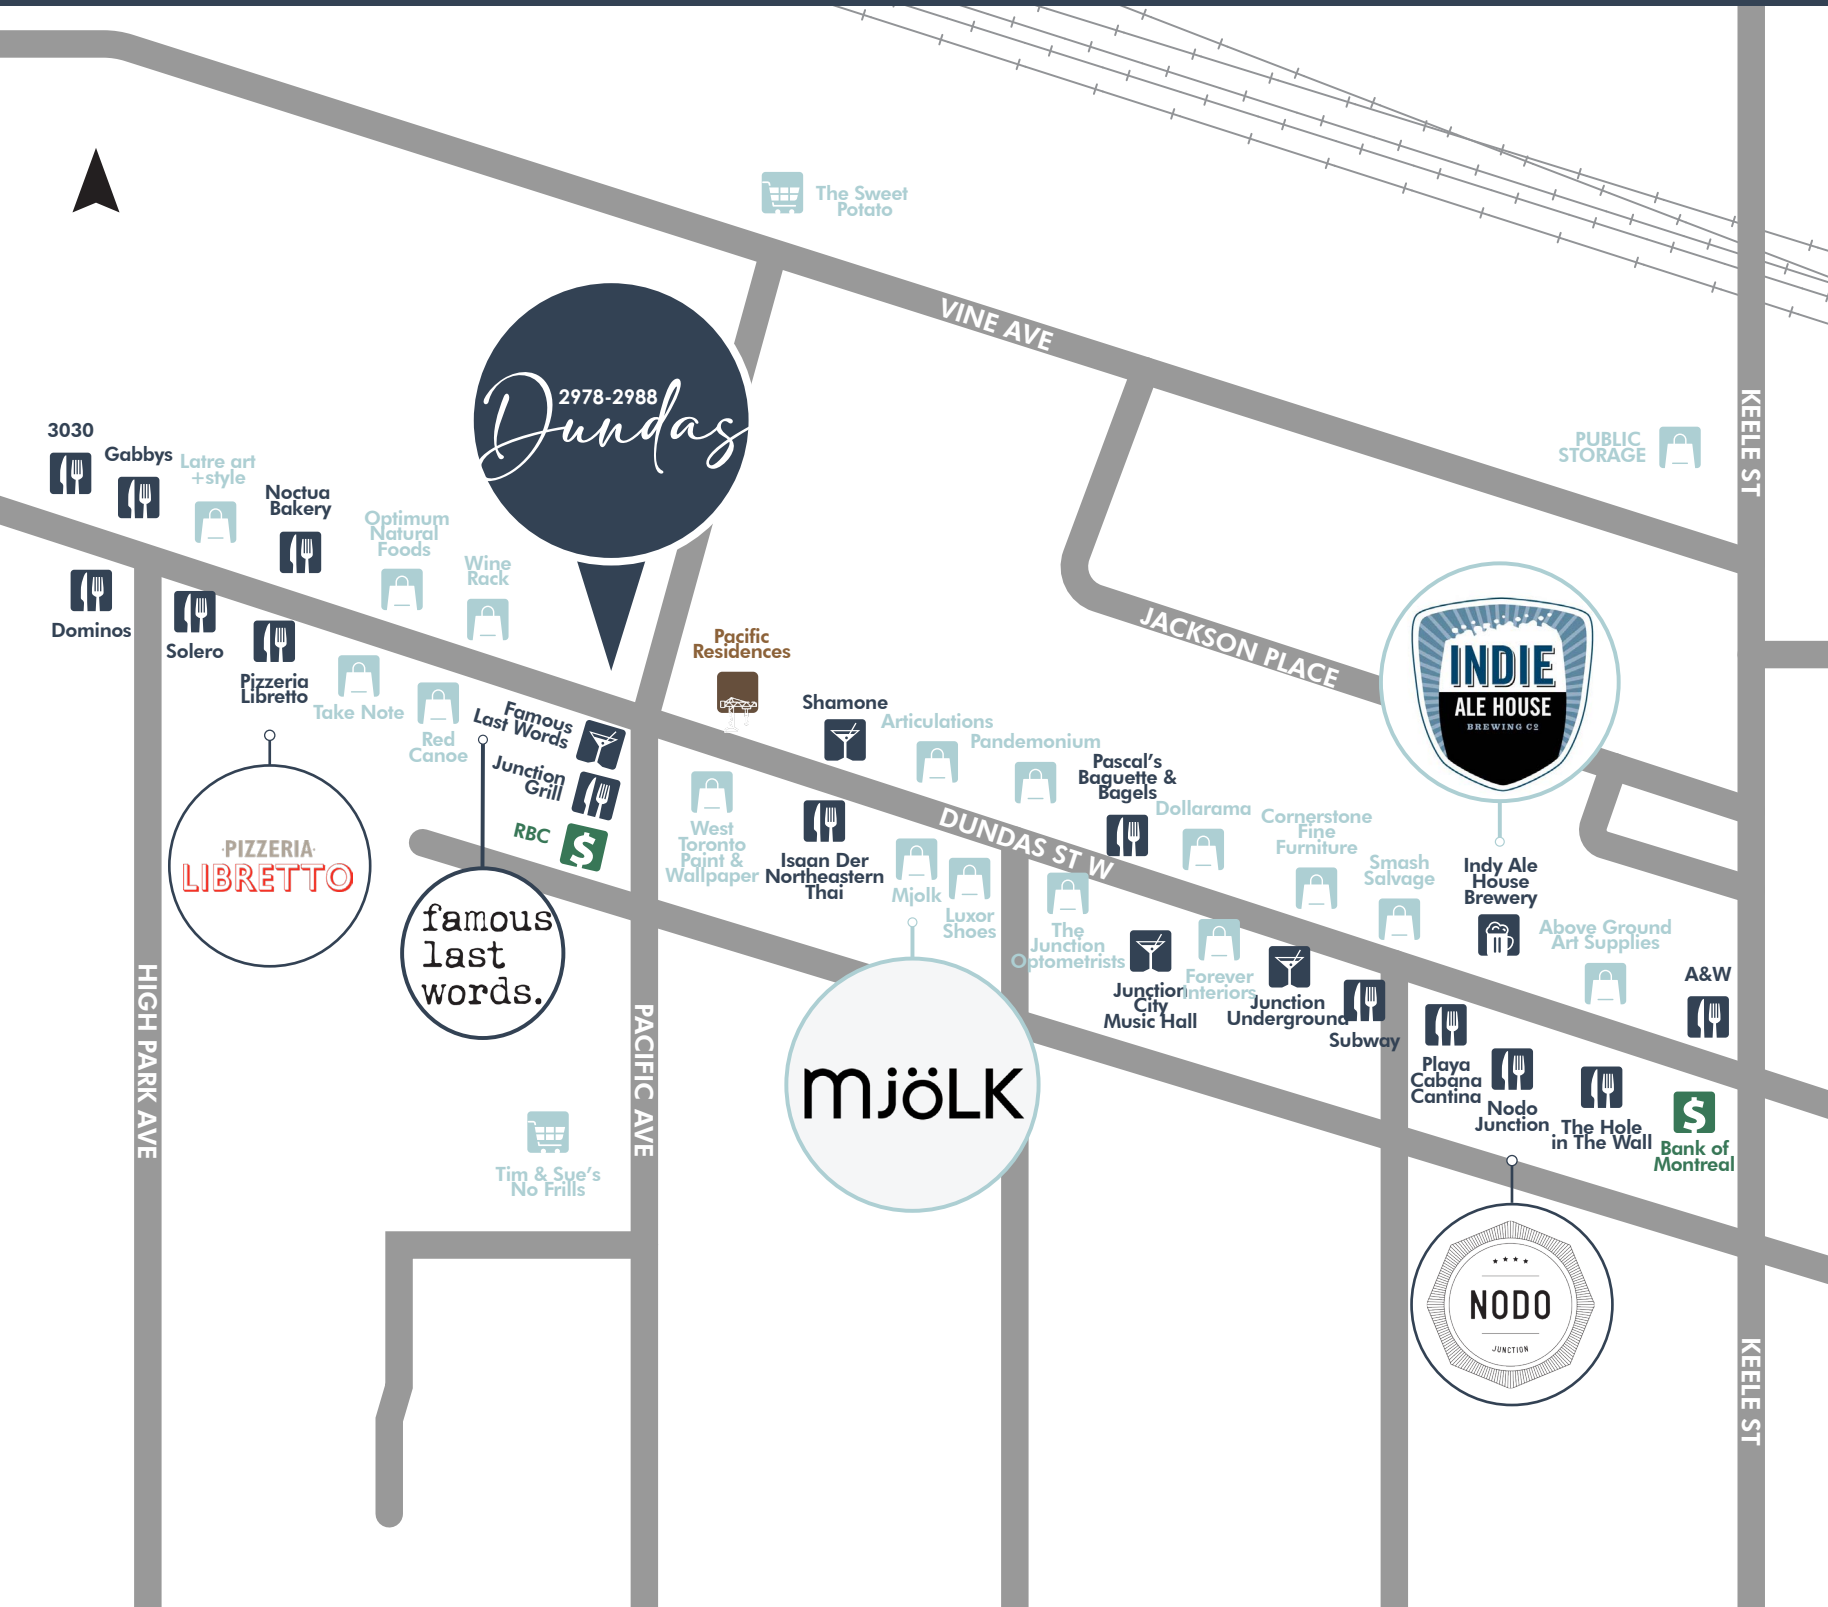 The Sweet
Potato
VINE AVE
KEELE ST
2978-2988
Dundas
3030
Gabbys
Latre art
+style
Noctua
Bakery
Optimum
Natural
Foods
Wine
Rack
PUBLIC
STORAGE
Dominos
Solero
Pizzeria
Libretto
Take Note
Red
Canoe
Famous
Last Words
Junction
Grill
RBC
Pacific
Residences
Shamone
Articulations
Pandemonium
Pascal's
Baguette &
Bagels
Dollarama
Cornerstone
Fine
Furniture
Smash
Salvage
JACKSON PLACE
INDIE
ALE HOUSE
BREWING Cº
Indy Ale
House
Brewery
Above Ground
Art Supplies
A&W
DUNDAS ST W
West
Toronto
Paint &
Wallpaper
Isaan Der
Northeastern
Thai
Mjolk
Luxor
Shoes
The
Junction
Optometrists
Junction
City
Music Hall
Forever
Interiors
Junction
Underground
Subway
Playa
Cabana
Cantina
Nodo
Junction
The Hole
in The Wall
Bank of
Montreal
·PIZZERIA·
LIBRETTO
famous
last
words.
mjöLK
HIGH PARK AVE
PACIFIC AVE
Tim & Sue's
No Frills
NODO
JUNCTION
KEELE ST